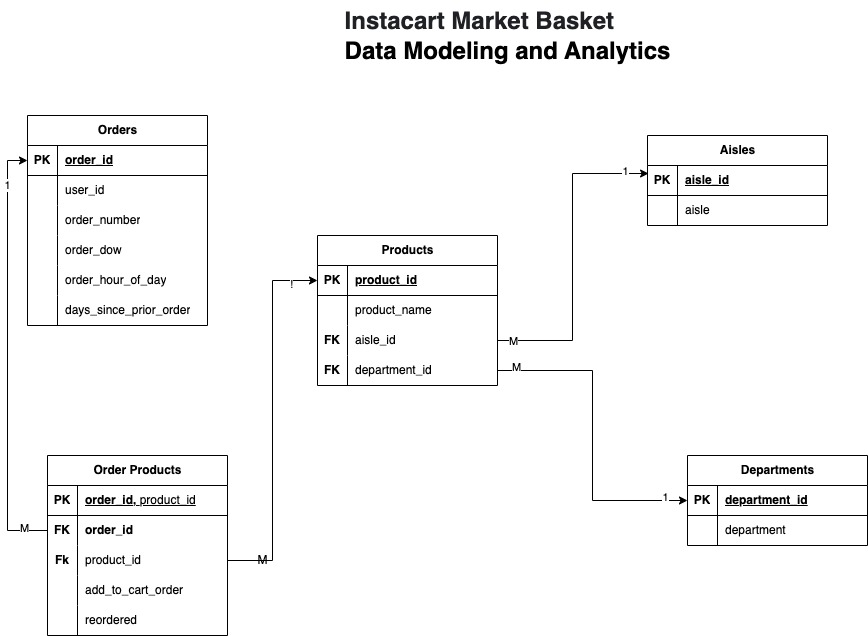 Instacart Market Basket
Data Modeling and Analytics
Orders
PK order_id
user_id
order_number
order_dow
order_hour_of_day
days_since_prior_order
1
Aisles
PK aisle_id
aisle
1
Products
PK product_id
product_name
FK aisle_id
FK department_id
M
M
Order Products
PK order_id, product_id
FK order_id
Fk product_id
add_to_cart_order
reordered
M
M
Departments
PK department_id
department
1